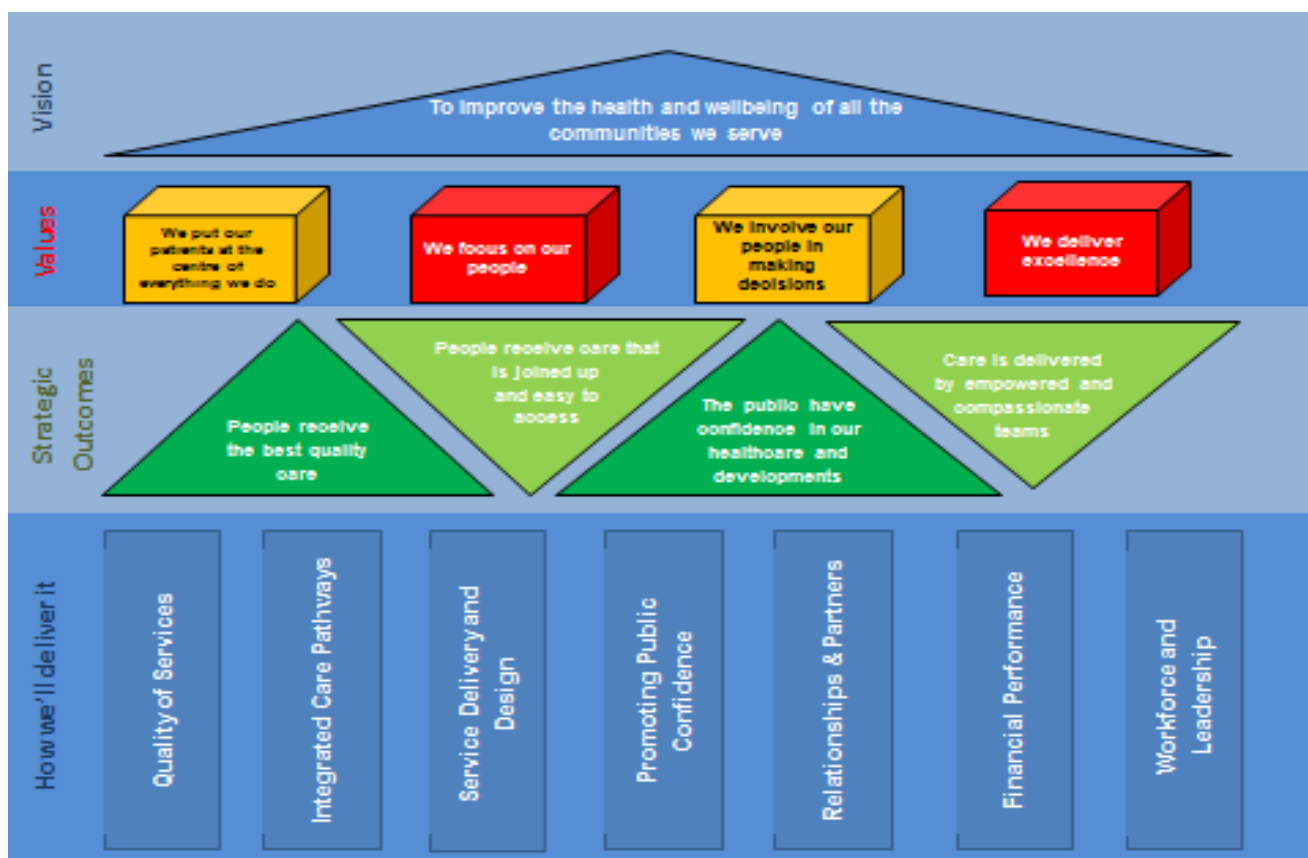 Vision
To improve the health and wellbeing of all the
communities we serve
Values
We put our
patients at the
centre of
everything we do
We focus on our
people
We involve our
people in
making
decisions
We deliver
excellence
Strategic
Outcomes
People receive
the best quality
care
People receive care that
is joined up
and easy to
access
The public have
confidence in our
healthcare and
developments
Care is delivered
by empowered and
compassionate
teams
How we'll deliver it
Quality of Services
Integrated Care Pathways
Service Delivery and
Design
Promoting Public
Confidence
Relationships & Partners
Financial Performance
Workforce and
Leadership